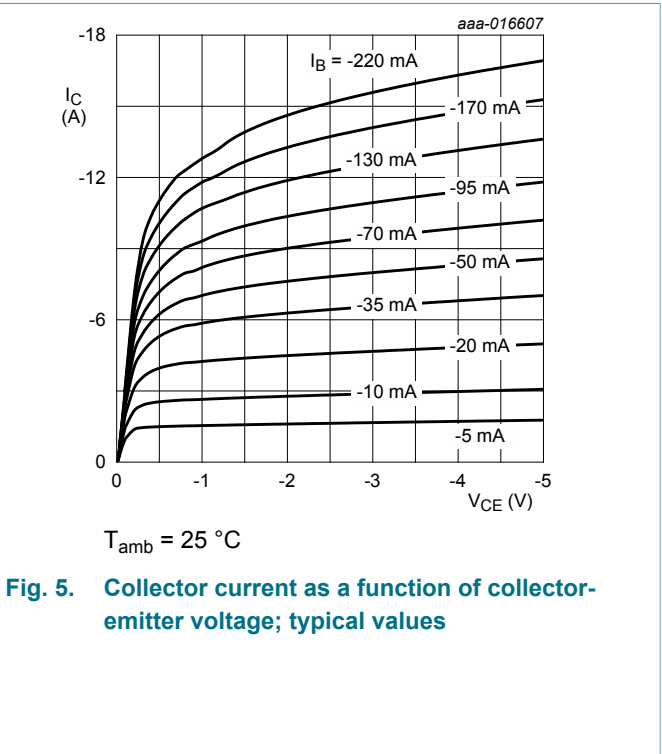 aaa-016607
-18
I_B = -220 mA
I_C
(A)
-170 mA
-130 mA
-12
-95 mA
-70 mA
-50 mA
-35 mA
-6
-20 mA
-10 mA
-5 mA
0
0 -1 -2 -3 -4 -5
V_CE (V)
T_amb = 25 °C
Fig. 5. Collector current as a function of collector-
emitter voltage; typical values